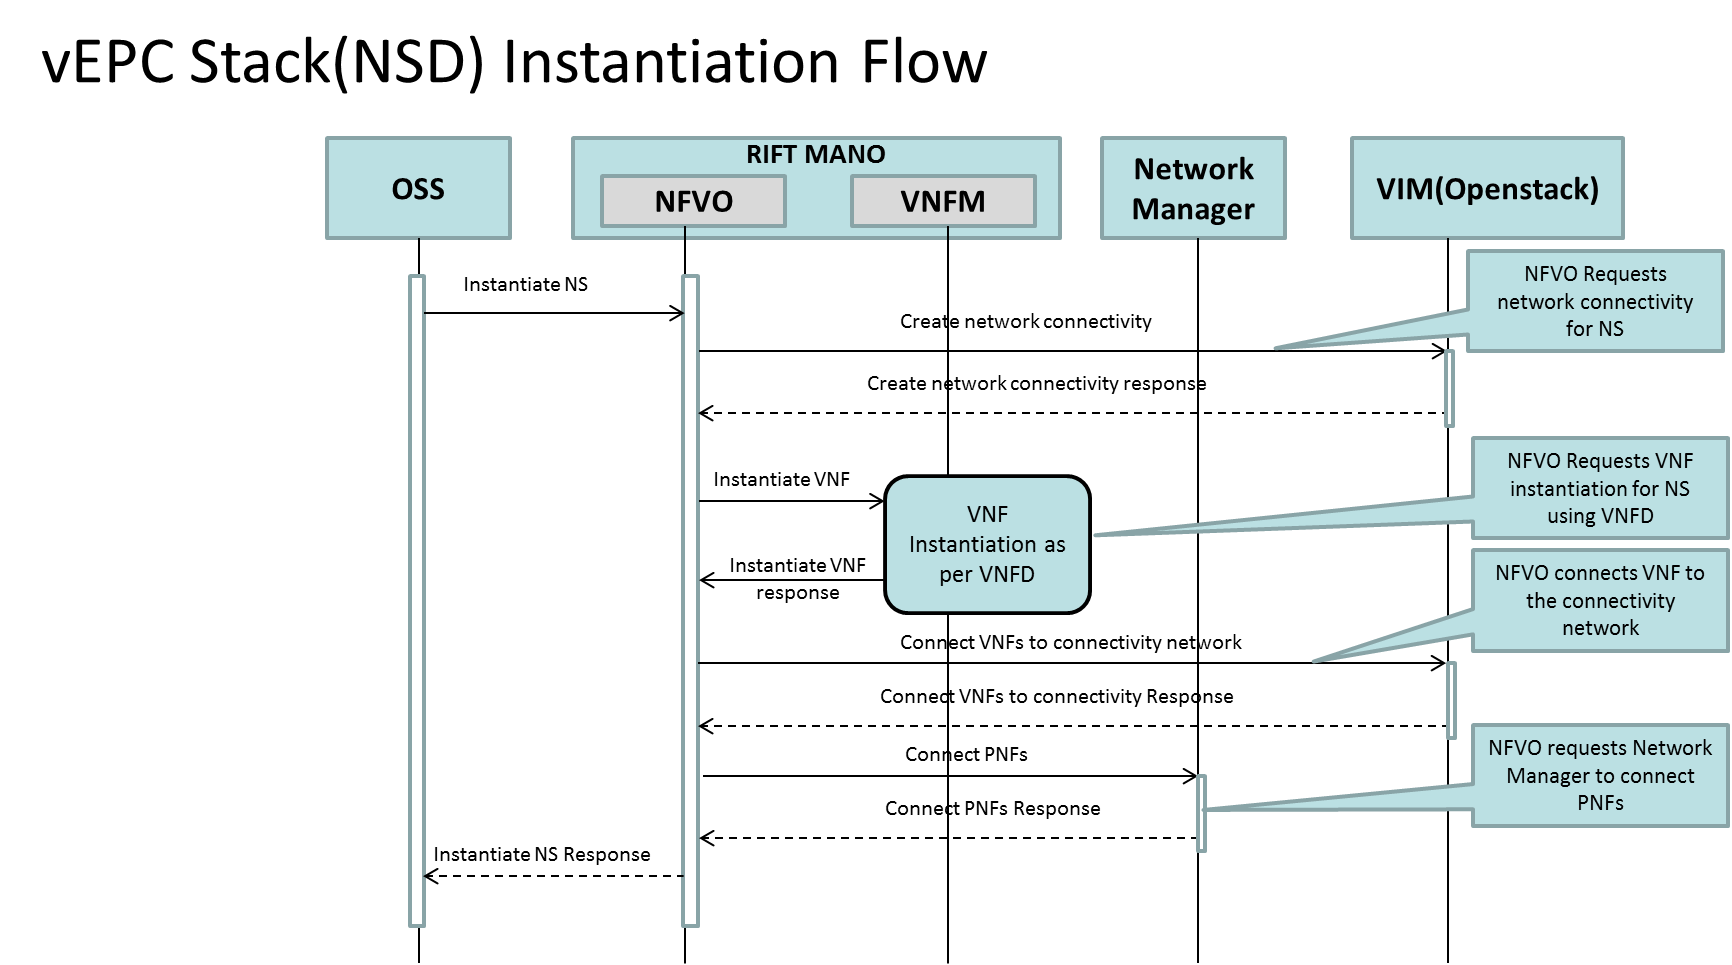 vEPC Stack(NSD) Instantiation Flow
OSS
RIFT MANO
NFVO
VNFM
Network
Manager
VIM(Openstack)
Instantiate NS
NFVO Requests
network connectivity
for NS
Create network connectivity
Create network connectivity response
Instantiate VNF
VNF
Instantiation as
per VNFD
NFVO Requests VNF
instantiation for NS
using VNFD
Instantiate VNF
response
NFVO connects VNF to
the connectivity
network
Connect VNFs to connectivity network
Connect VNFs to connectivity Response
Connect PNFs
NFVO requests Network
Manager to connect
PNFs
Connect PNFs Response
Instantiate NS Response